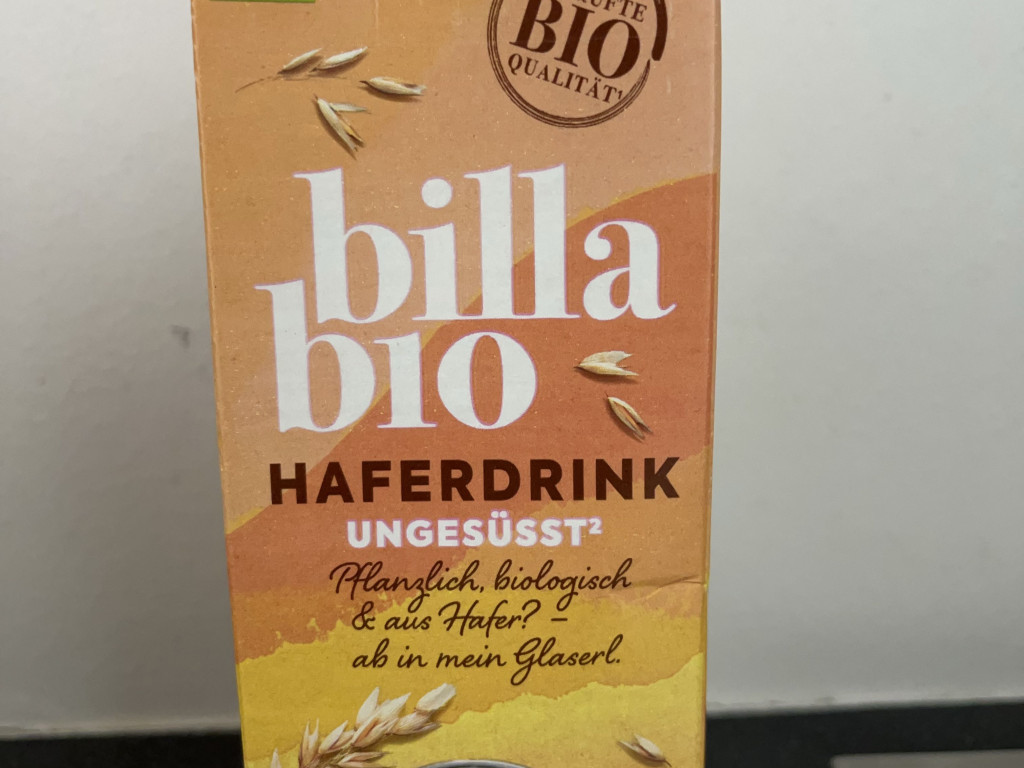 BIO
QUALITÄT¹
billa
bio
HAFERDRINK
UNGESÜSST²
Pflanzlich, biologisch
& aus Hafer? –
ab in mein Glaserl.